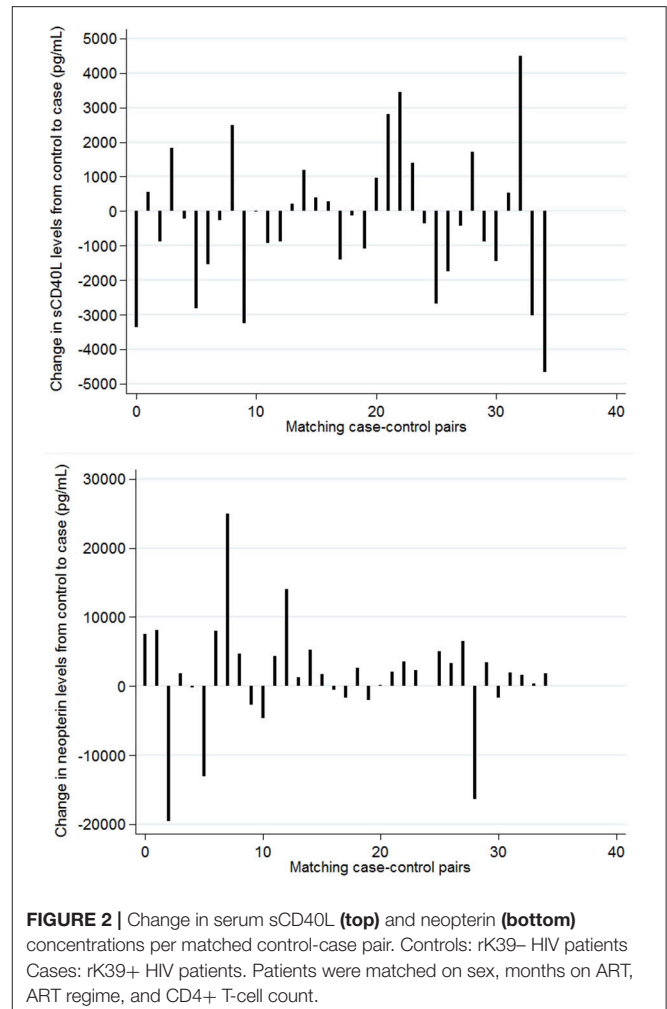 Change in sCD40L levels from control to case (pg/mL)
5000
4000
3000
2000
1000
0
-1000
-2000
-3000
-4000
-5000
0 10 20 30 40
Matching case-control pairs
Change in neopterin levels from control to case (pg/mL)
30000
20000
10000
0
-10000
-20000
0 10 20 30 40
Matching case-control pairs
FIGURE 2 | Change in serum sCD40L (top) and neopterin (bottom)
concentrations per matched control-case pair. Controls: rK39– HIV patients
Cases: rK39+ HIV patients. Patients were matched on sex, months on ART,
ART regime, and CD4+ T-cell count.